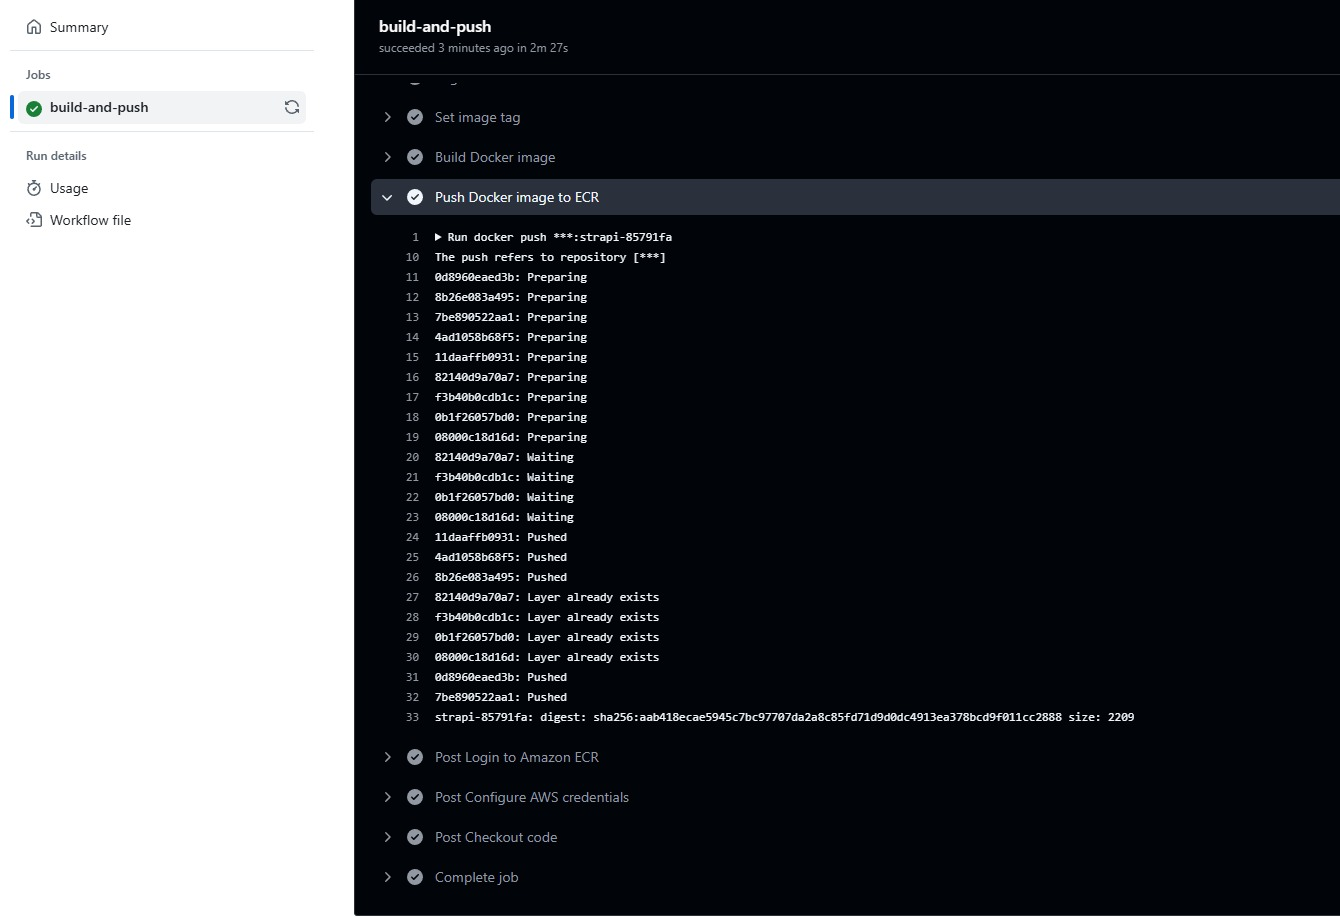 Summary
Jobs
build-and-push
Run details
Usage
Workflow file
build-and-push
succeeded 3 minutes ago in 2m 27s
Set image tag
Build Docker image
Push Docker image to ECR
1 Run docker push ***:strapi-85791fa
10 The push refers to repository [***]
11 0d8960eaed3b: Preparing
12 8b26e083a495: Preparing
13 7be890522aa1: Preparing
14 4ad1058b68f5: Preparing
15 11daaffb0931: Preparing
16 82140d9a70a7: Preparing
17 f3b40b0cdb1c: Preparing
18 0b1f26057bd0: Preparing
19 08000c18d16d: Preparing
20 82140d9a70a7: Waiting
21 f3b40b0cdb1c: Waiting
22 0b1f26057bd0: Waiting
23 08000c18d16d: Waiting
24 11daaffb0931: Pushed
25 4ad1058b68f5: Pushed
26 8b26e083a495: Pushed
27 82140d9a70a7: Layer already exists
28 f3b40b0cdb1c: Layer already exists
29 0b1f26057bd0: Layer already exists
30 08000c18d16d: Layer already exists
31 0d8960eaed3b: Pushed
32 7be890522aa1: Pushed
33 strapi-85791fa: digest: sha256:aab418ecae5945c7bc97707da2a8c85fd71d9d0dc4913ea378bcd9f011cc2888 size: 2209
Post Login to Amazon ECR
Post Configure AWS credentials
Post Checkout code
Complete job